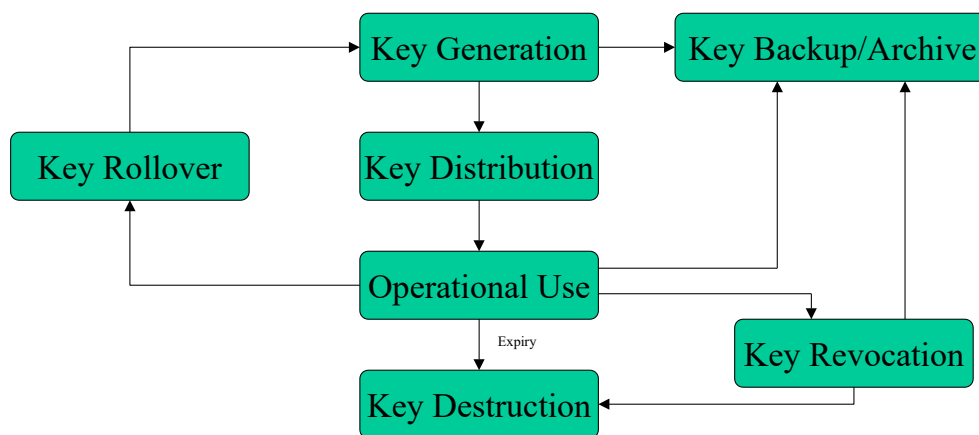 Key Generation
Key Backup/Archive
Key Rollover
Key Distribution
Operational Use
Expiry
Key Revocation
Key Destruction